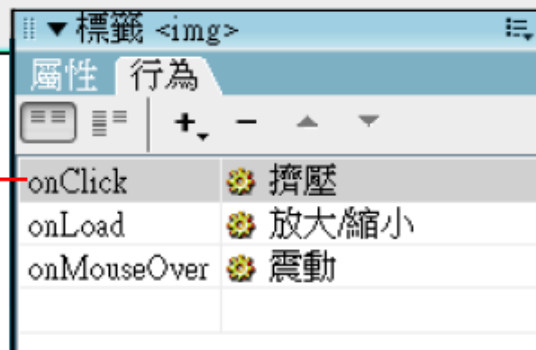 標籤 <img>
屬性 行為
onClick 擠壓
onLoad 放大/縮小
onMouseOver 震動